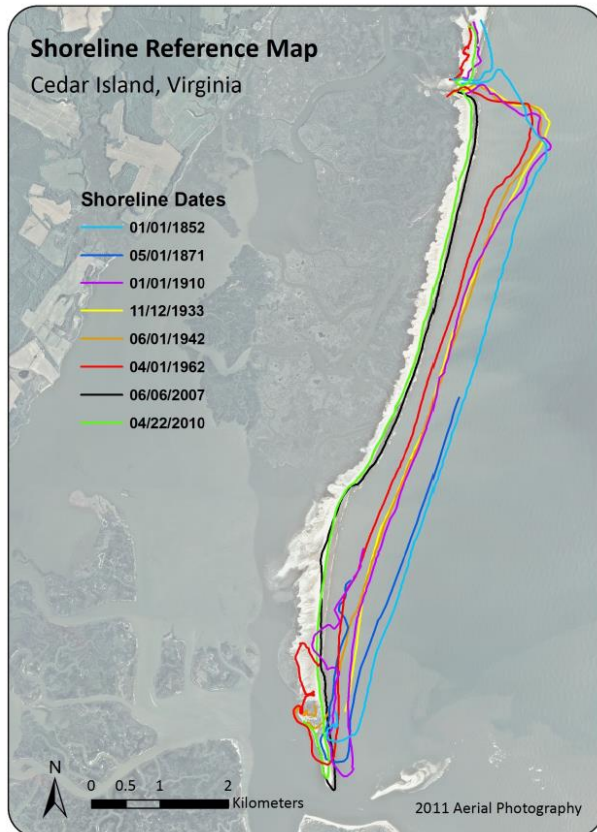 Shoreline Reference Map
Cedar Island, Virginia
Shoreline Dates
01/01/1852
05/01/1871
01/01/1910
11/12/1933
06/01/1942
04/01/1962
06/06/2007
04/22/2010
N
0 0.5 1 2
Kilometers
2011 Aerial Photography